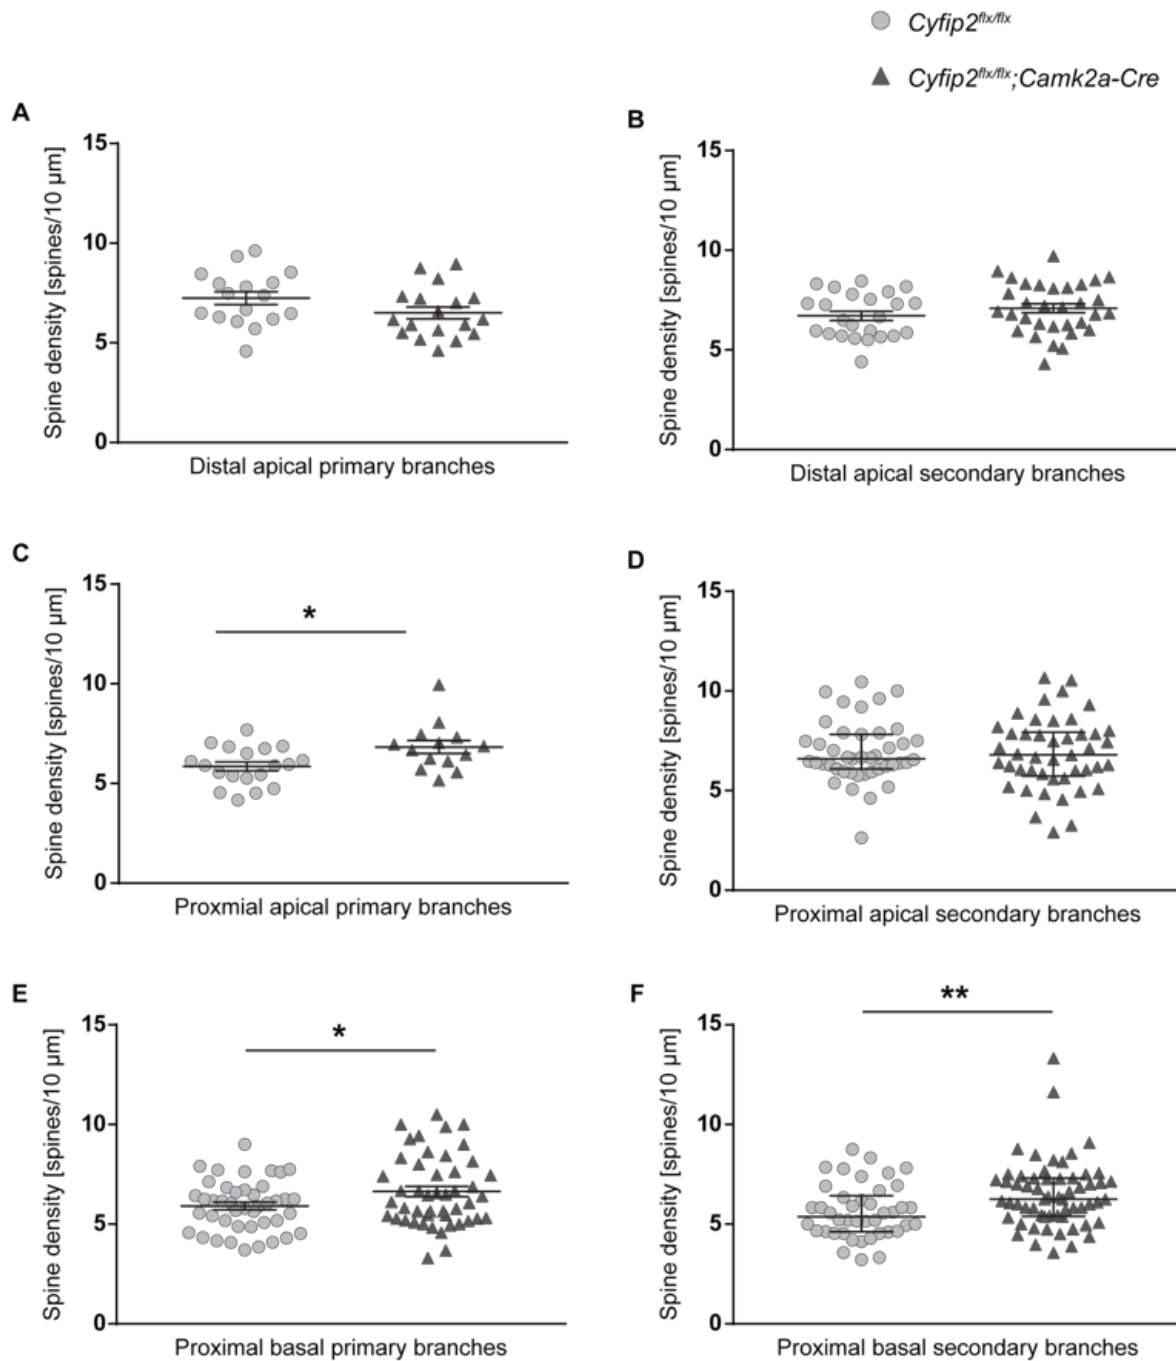 Cyfip2flx/flx
Cyfip2flx/flx;Camk2a-Cre
A
15
10
5
0
Spine density [spines/10 µm]
Distal apical primary branches
B
15
10
5
0
Spine density [spines/10 µm]
Distal apical secondary branches
C
15
10
5
0
Spine density [spines/10 µm]
*
Proxmial apical primary branches
D
15
10
5
0
Spine density [spines/10 µm]
Proximal apical secondary branches
E
15
10
5
0
Spine density [spines/10 µm]
*
Proximal basal primary branches
F
15
10
5
0
Spine density [spines/10 µm]
**
Proximal basal secondary branches